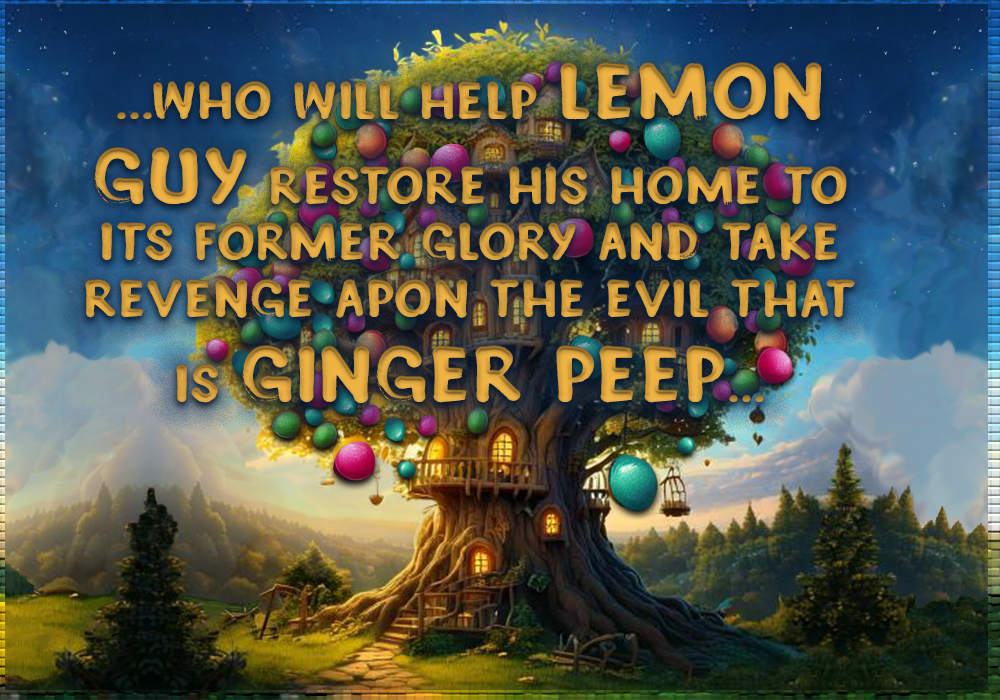 ...WHO WILL HELP LEMON
GUY RESTORE HIS HOME TO
ITS FORMER GLORY AND TAKE
REVENGE APON THE EVIL THAT
IS GINGER PEEP...